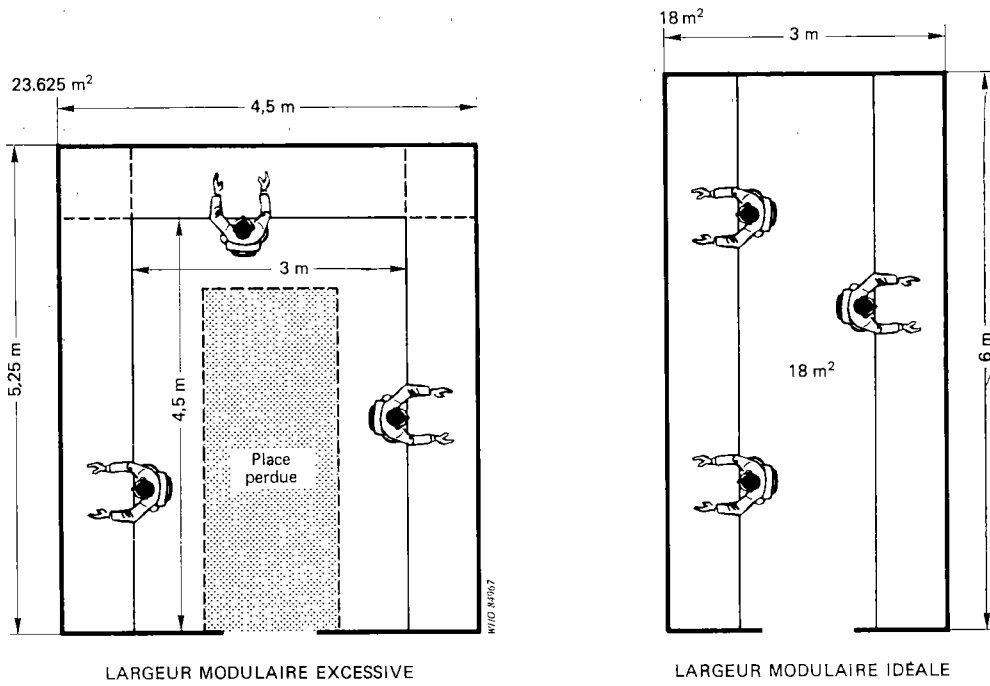 23.625 m²
4,5 m
5,25 m
3 m
4,5 m
Place
perdue
WHO 84967
LARGEUR MODULAIRE EXCESSIVE
18 m²
3 m
6 m
18 m²
LARGEUR MODULAIRE IDÉALE